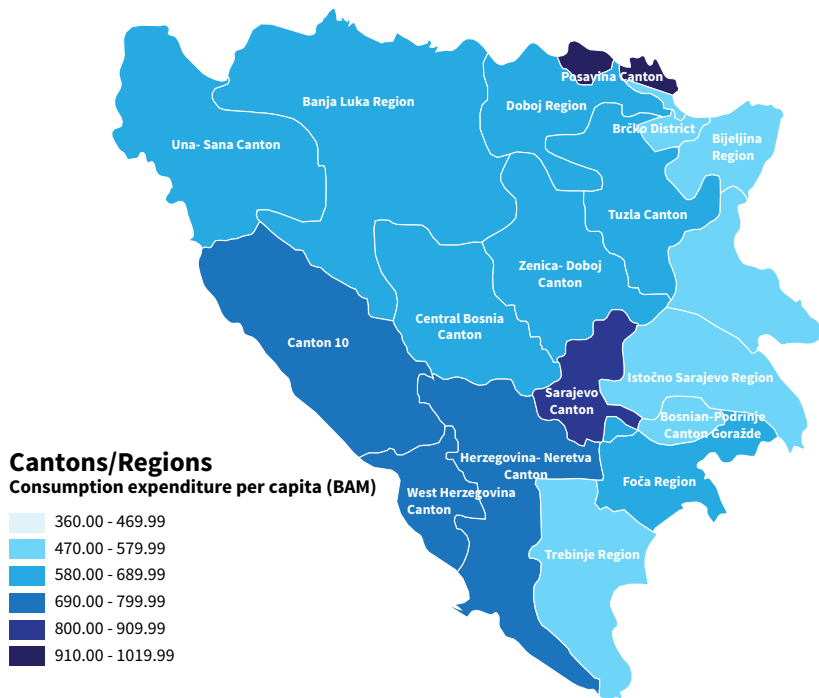 Posavina Canton
Banja Luka Region
Doboj Region
Brčko District
Bijeljina
Region
Una- Sana Canton
Tuzla Canton
Zenica- Doboj
Canton
Central Bosnia
Canton
Canton 10
Istočno Sarajevo Region
Sarajevo
Canton
Bosnian-Podrinje
Canton Goražde
Herzegovina- Neretva
Canton
Foča Region
West Herzegovina
Canton
Trebinje Region
Cantons/Regions
Consumption expenditure per capita (BAM)
360.00 - 469.99
470.00 - 579.99
580.00 - 689.99
690.00 - 799.99
800.00 - 909.99
910.00 - 1019.99